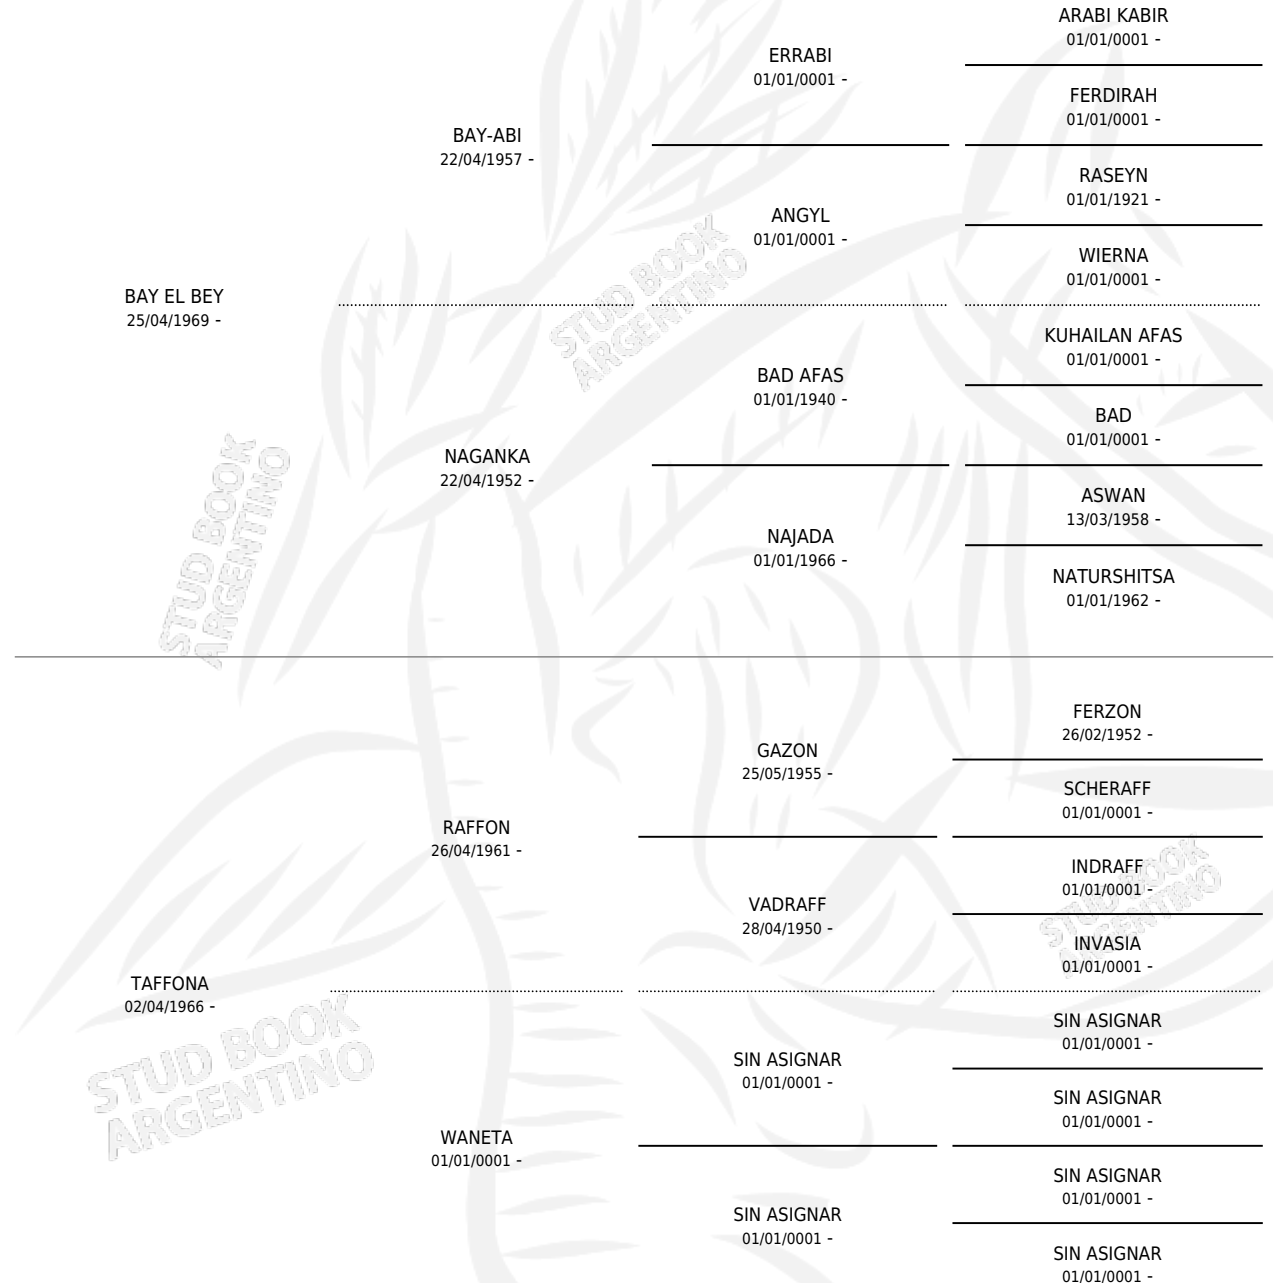 ARABI KABIR
01/01/0001 -
ERRABI
01/01/0001 -
FERDIRAH
01/01/0001 -
BAY-ABI
22/04/1957 -
RASEYN
01/01/1921 -
ANGYL
01/01/0001 -
WIERNA
01/01/0001 -
BAY EL BEY
25/04/1969 -
KUHAILAN AFAS
01/01/0001 -
BAD AFAS
01/01/1940 -
BAD
01/01/0001 -
NAGANKA
22/04/1952 -
ASWAN
13/03/1958 -
NAJADA
01/01/1966 -
NATURSHITSA
01/01/1962 -
FERZON
26/02/1952 -
GAZON
25/05/1955 -
SCHERAFF
01/01/0001 -
RAFFON
26/04/1961 -
INDRAFF
01/01/0001 -
VADRAFF
28/04/1950 -
INVASIA
01/01/0001 -
TAFFONA
02/04/1966 -
SIN ASIGNAR
01/01/0001 -
SIN ASIGNAR
01/01/0001 -
SIN ASIGNAR
01/01/0001 -
WANETA
01/01/0001 -
SIN ASIGNAR
01/01/0001 -
SIN ASIGNAR
01/01/0001 -
SIN ASIGNAR
01/01/0001 -
STUD BOOK
ARGENTINO
STUD BOOK
ARGENTINO
STUD BOOK
ARGENTINO
STUD BOOK
ARGENTINO